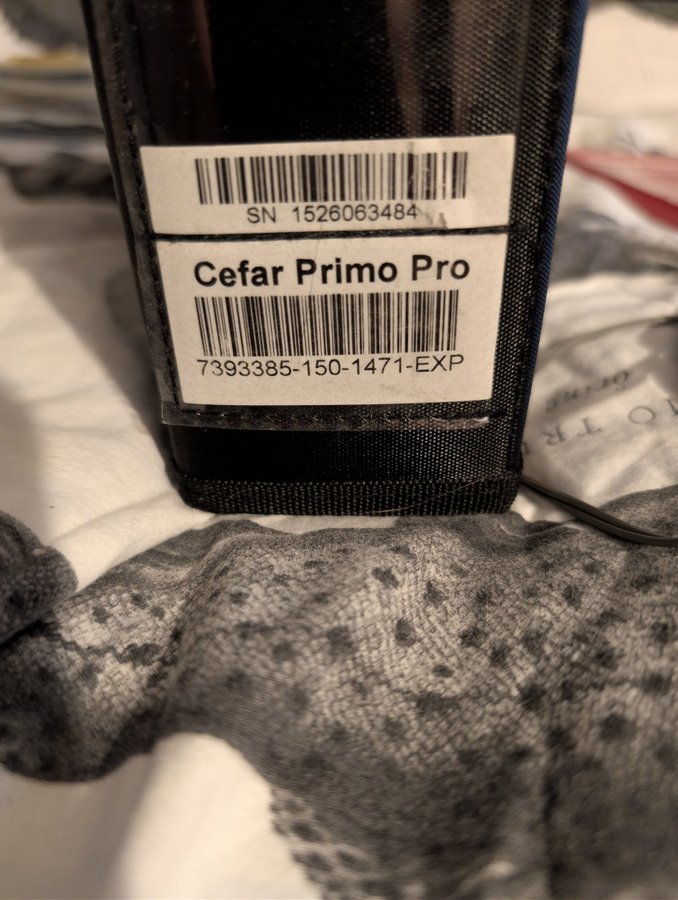 SN 1526063484
Cefar Primo Pro
7393385-150-1471-EXP